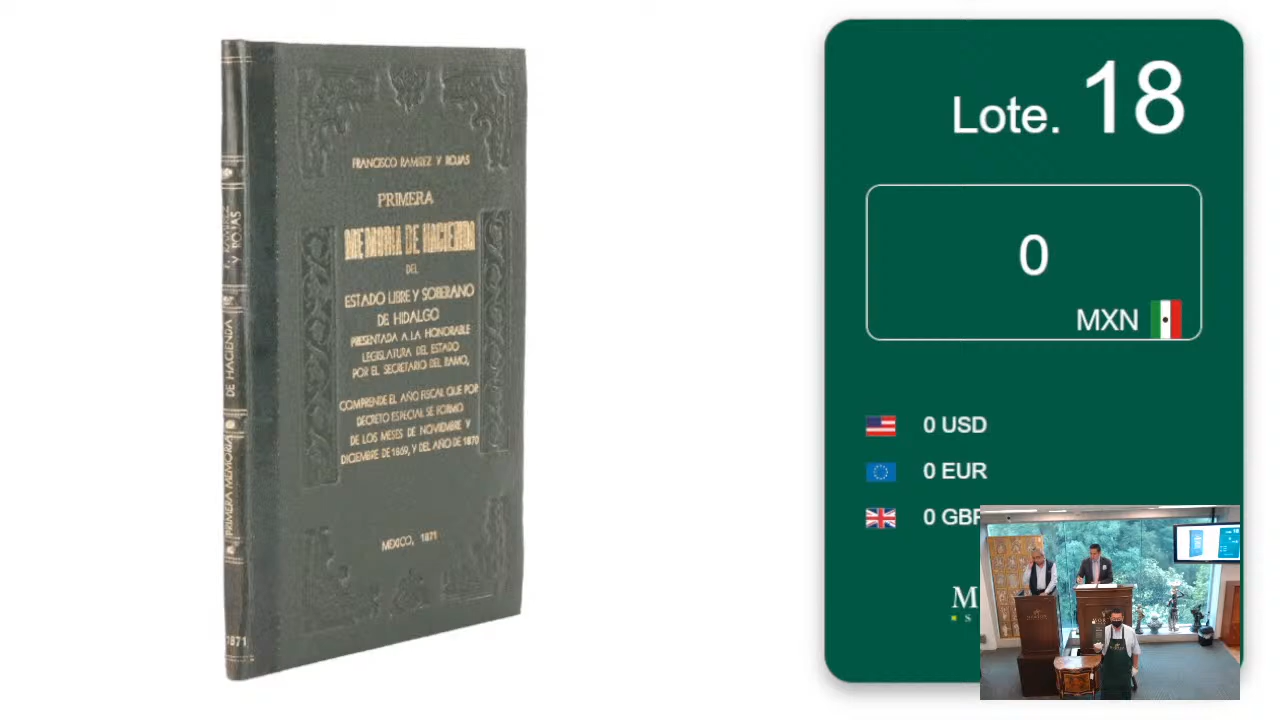 FRANCISCO RAMIREZ Y ROJAS
PRIMERA
MEMORIA DE HACIENDA
DEL
ESTADO LIBRE Y SOBERANO
DE HIDALGO
PRESENTADA A LA HONORABLE
LEGISLATURA DEL ESTADO
POR EL SECRETARIO DEL RAMO,
COMPRENDE EL AÑO FISCAL QUE POR
DECRETO ESPECIAL SE FORMO
DE LOS MESES DE NOVIEMBRE Y
DICIEMBRE DE 1869, Y DEL AÑO DE 1870
MEXICO, 1871
F. RAMIREZ
Y ROJAS
PRIMERA MEMORIA
DE HACIENDA
1871
Lote. 18
0
MXN
0 USD
0 EUR
0 GBP
M
S